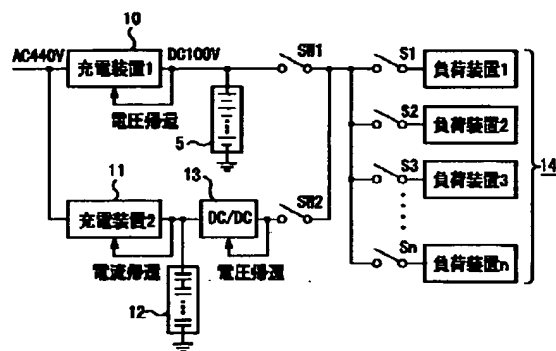 10
AC440V
充電装置1
DC100V
電圧帰還
5
SW1
S1
負荷装置1
S2
負荷装置2
S3
負荷装置3
Sn
負荷装置n
14
11
充電装置2
電流帰還
13
DC/DC
電圧帰還
SW2
12